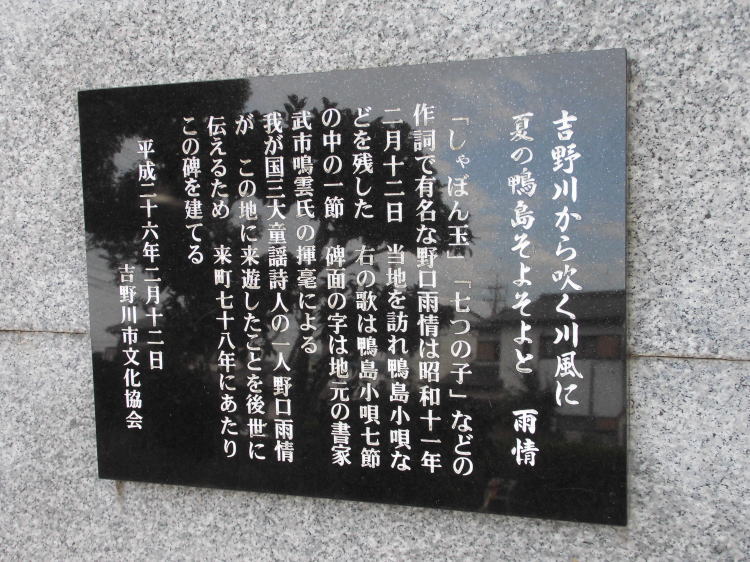 吉野川から吹く川風に
夏の鴨島そよそよと　雨情
「しゃぼん玉」「七つの子」などの
作詞で有名な野口雨情は昭和十一年
二月十二日　当地を訪れ鴨島小唄な
どを残した　右の歌は鴨島小唄七節
の中の一節　碑面の字は地元の書家
武市鳴雲氏の揮毫による
我が国三大童謡詩人の一人野口雨情
が　この地に来遊したことを後世に
伝えるため　来町七十八年にあたり
この碑を建てる
平成二十六年二月十二日
吉野川市文化協会